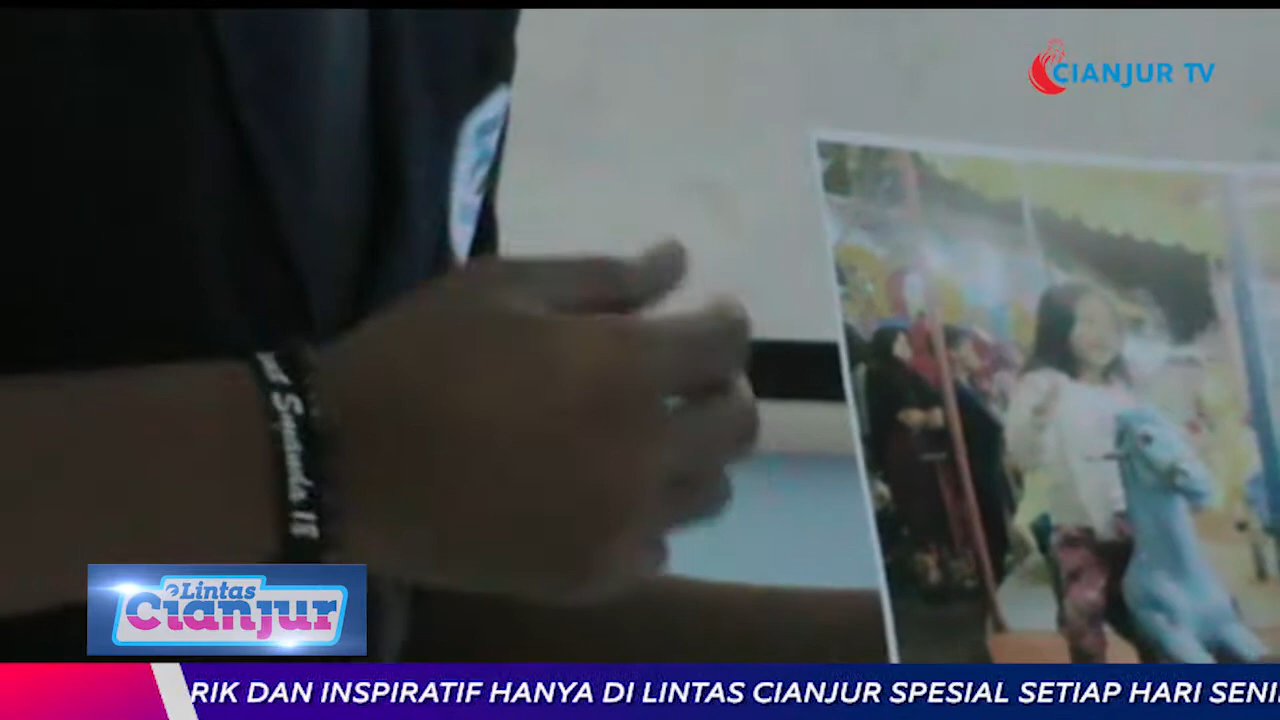 CIANJUR TV
Lintas
Cianjur
RIK DAN INSPIRATIF HANYA DI LINTAS CIANJUR SPESIAL SETIAP HARI SENI